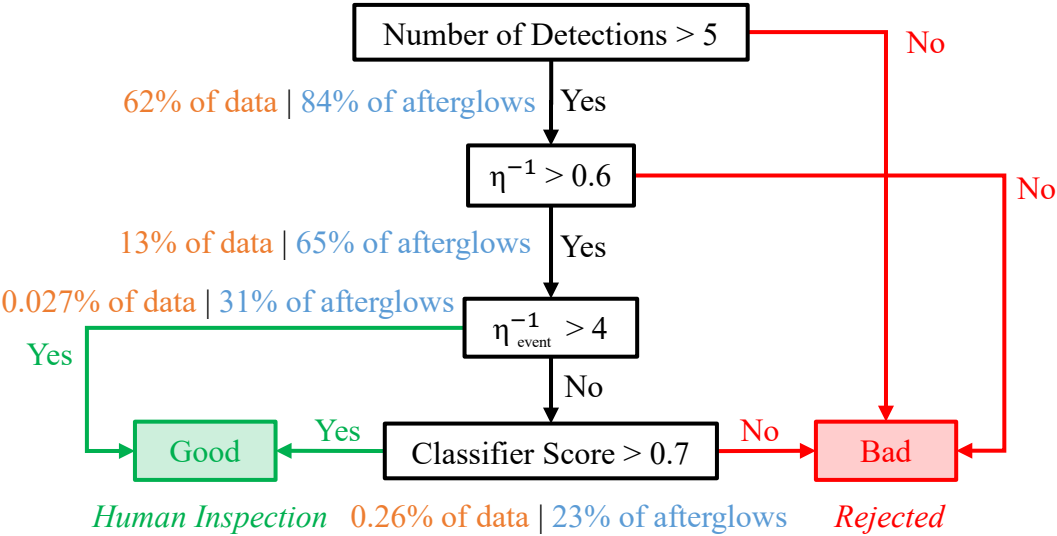 Number of Detections > 5
No
62% of data | 84% of afterglows
Yes
η⁻¹ > 0.6
No
13% of data | 65% of afterglows
Yes
0.027% of data | 31% of afterglows
η⁻¹event > 4
Yes
No
Good
Yes
Classifier Score > 0.7
No
Bad
Human Inspection
0.26% of data | 23% of afterglows
Rejected